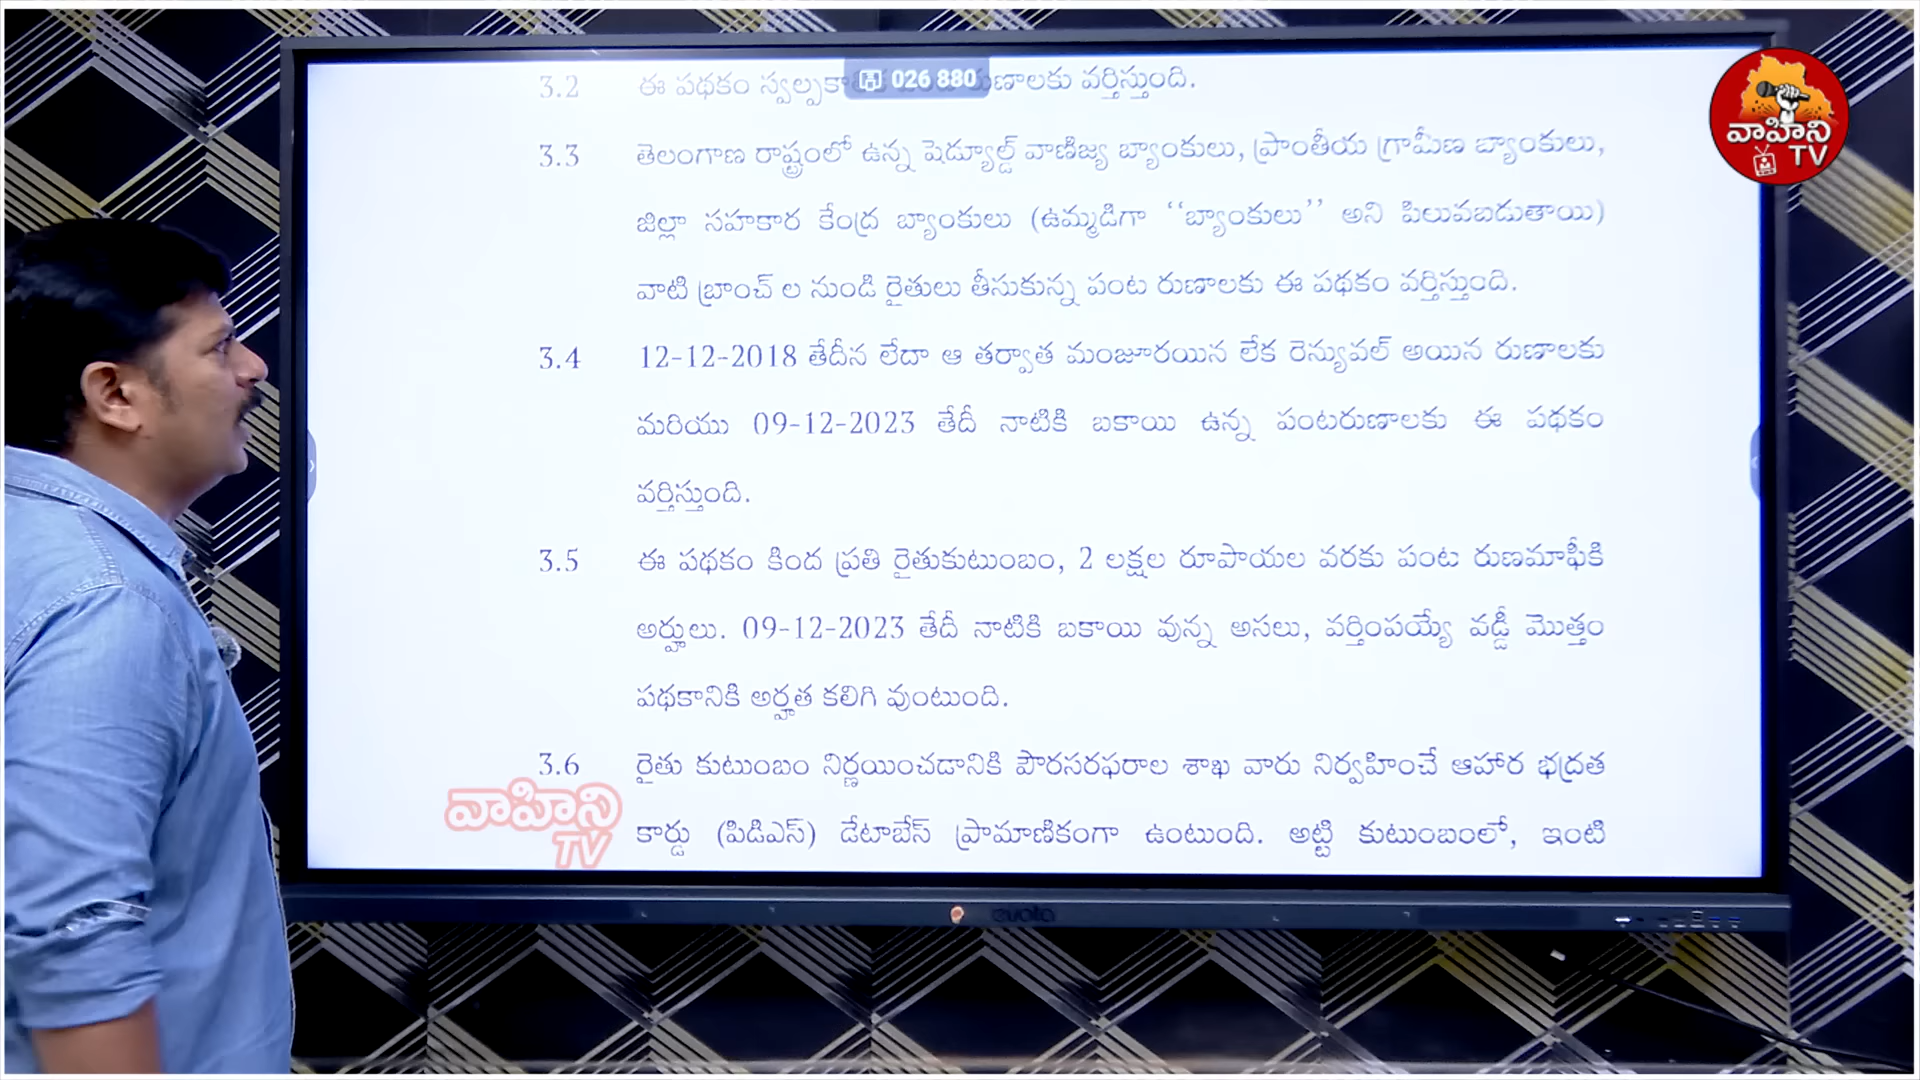 026 880
3.2 ఈ పథకం రుణాలకు వర్తిస్తుంది.
3.3 తెలంగాణ రాష్ట్రంలో ఉన్న షెడ్యూల్డ్ వాణిజ్య బ్యాంకులు, ప్రాంతీయ గ్రామీణ బ్యాంకులు,
జిల్లా సహకార కేంద్ర బ్యాంకులు (ఉమ్మడిగా ‘‘బ్యాంకులు’’ అని పిలువబడుతాయి)
వాటి బ్రాంచ్ ల నుండి రైతులు తీసుకున్న పంట రుణాలకు ఈ పథకం వర్తిస్తుంది.
3.4 12-12-2018 తేదీన లేదా ఆ తర్వాత మంజూరయిన లేక రెన్యువల్ అయిన రుణాలకు
మరియు 09-12-2023 తేదీ నాటికి బకాయి ఉన్న పంటరుణాలకు ఈ పథకం
వర్తిస్తుంది.
3.5 ఈ పథకం కింద ప్రతి రైతుకుటుంబం, 2 లక్షల రూపాయల వరకు పంట రుణమాఫీకి
అర్హులు. 09-12-2023 తేదీ నాటికి బకాయి వున్న అసలు, వర్తింపయ్యే వడ్డీ మొత్తం
పథకానికి అర్హత కలిగి వుంటుంది.
3.6 రైతు కుటుంబం నిర్ణయించడానికి పౌరసరఫరాల శాఖ వారు నిర్వహించే ఆహార భద్రత
కార్డు (పిడిఎస్) డేటాబేస్ ప్రామాణికంగా ఉంటుంది. అట్టి కుటుంబంలో, ఇంటి
వాహిని
TV
వాహిని
TV
evota